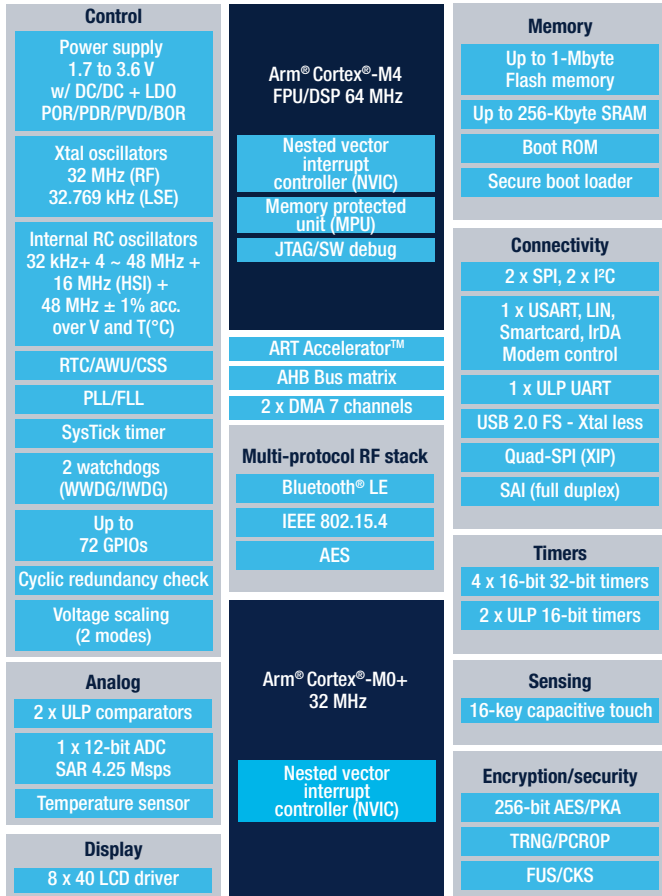 Control
Power supply
1.7 to 3.6 V
w/ DC/DC + LDO
POR/PDR/PVD/BOR
Xtal oscillators
32 MHz (RF)
32.769 kHz (LSE)
Internal RC oscillators
32 kHz+ 4 ~ 48 MHz +
16 MHz (HSI) +
48 MHz ± 1% acc.
over V and T(°C)
RTC/AWU/CSS
PLL/FLL
SysTick timer
2 watchdogs
(WWDG/IWDG)
Up to
72 GPIOs
Cyclic redundancy check
Voltage scaling
(2 modes)
Analog
2 x ULP comparators
1 x 12-bit ADC
SAR 4.25 Msps
Temperature sensor
Display
8 x 40 LCD driver
Arm® Cortex®-M4
FPU/DSP 64 MHz
Nested vector
interrupt
controller (NVIC)
Memory protected
unit (MPU)
JTAG/SW debug
ART Accelerator™
AHB Bus matrix
2 x DMA 7 channels
Multi-protocol RF stack
Bluetooth® LE
IEEE 802.15.4
AES
Arm® Cortex®-M0+
32 MHz
Nested vector
interrupt
controller (NVIC)
Memory
Up to 1-Mbyte
Flash memory
Up to 256-Kbyte SRAM
Boot ROM
Secure boot loader
Connectivity
2 x SPI, 2 x I²C
1 x USART, LIN,
Smartcard, IrDA
Modem control
1 x ULP UART
USB 2.0 FS - Xtal less
Quad-SPI (XIP)
SAI (full duplex)
Timers
4 x 16-bit 32-bit timers
2 x ULP 16-bit timers
Sensing
16-key capacitive touch
Encryption/security
256-bit AES/PKA
TRNG/PCROP
FUS/CKS